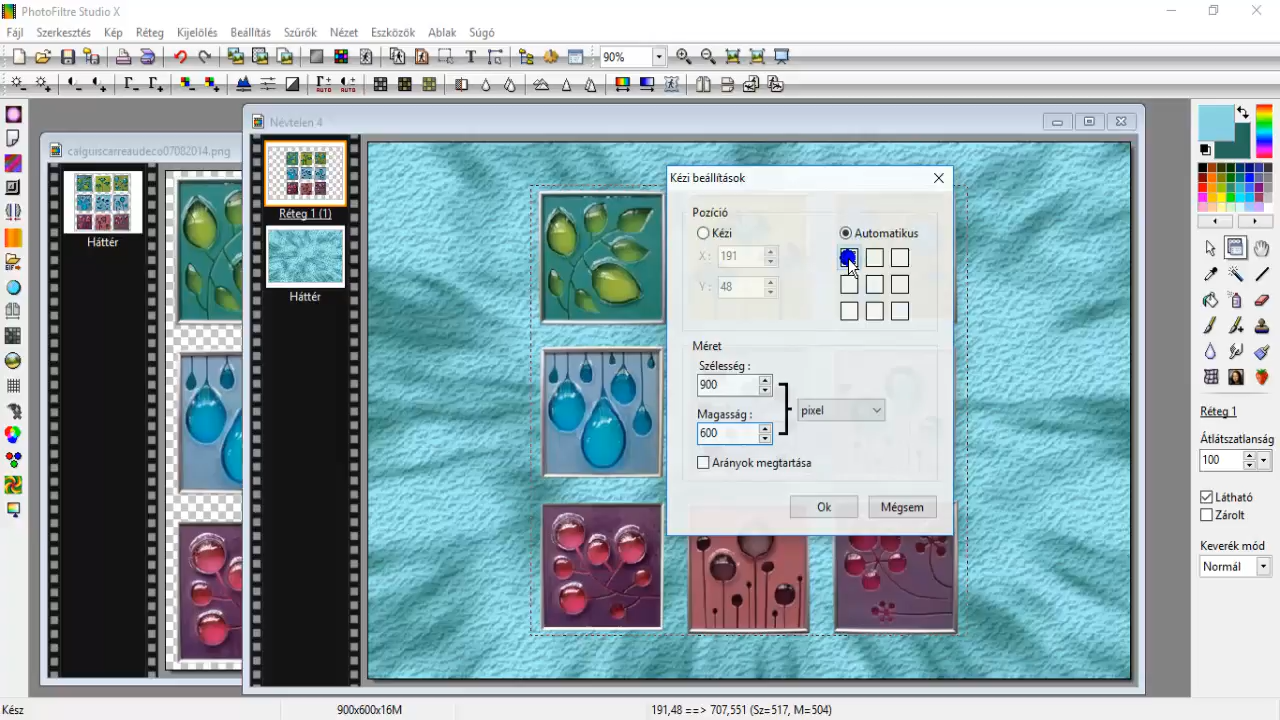 PhotoFiltre Studio X
Fájl Szerkesztés Kép Réteg Kijelölés Beállítás Szűrők Nézet Eszközök Ablak Súgó
90%
AUTO AUTO
Névtelen 4
calguiscarreaudeco07082014.png
Kézi beállítások
Pozíció
Kézi Automatikus
X : 191
Y : 48
Méret
Szélesség :
900
Magasság :
600
pixel
Arányok megtartása
Ok Mégsem
Réteg 1 (1)
Háttér
Háttér
Réteg 1
Átlátszatlanság
100
Látható
Zárolt
Keverék mód
Normál
Kész 900x600x16M 191,48 ==> 707,551 (Sz=517, M=504)